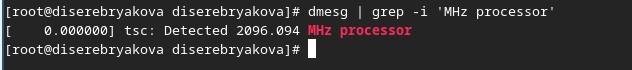 [root@diserebryakova diserebryakova]# dmesg | grep -i 'MHz processor'
[    0.000000] tsc: Detected 2096.094 MHz processor
[root@diserebryakova diserebryakova]#